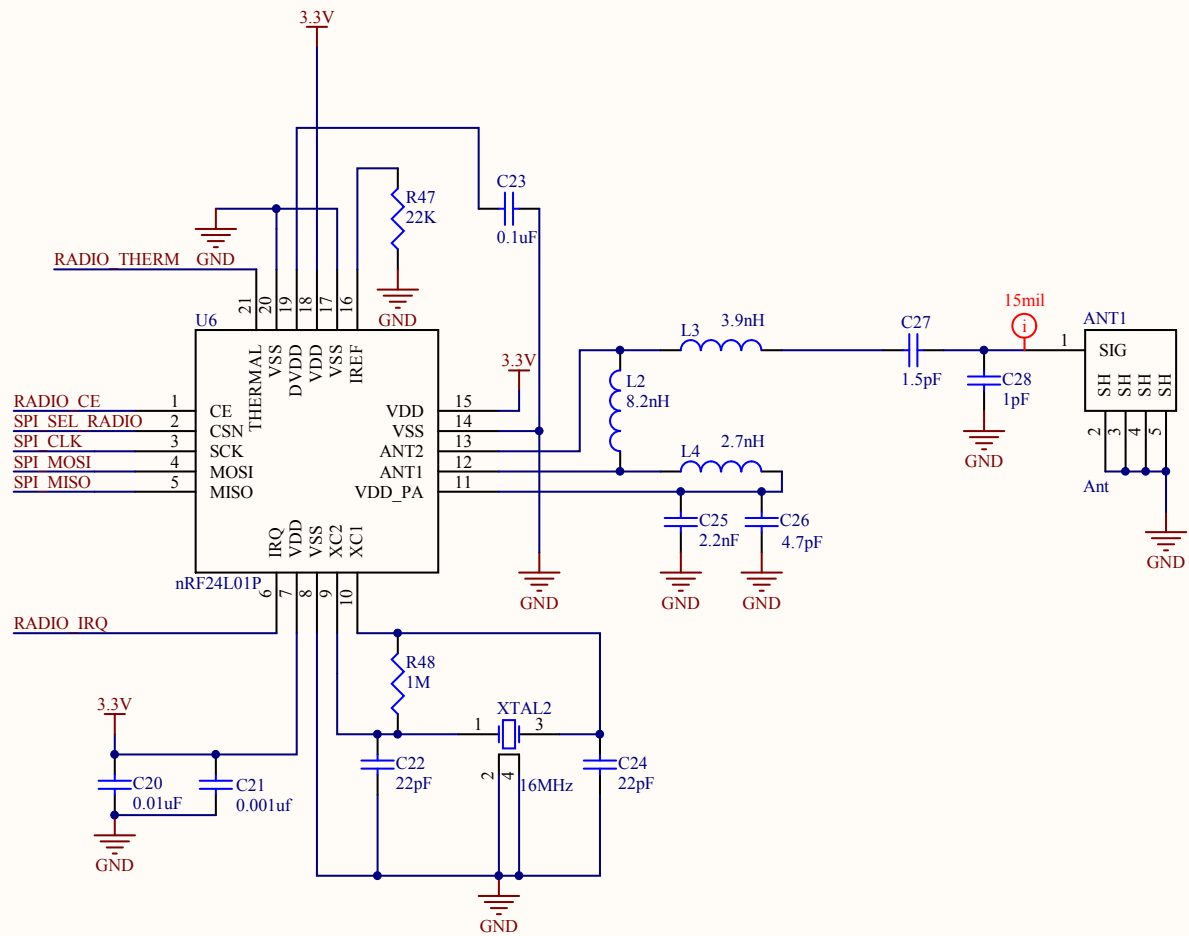 3.3V
C23
0.1uF
R47
22K
GND
GND
RADIO_THERM
21
20
19
18
17
16
U6
THERMAL
VSS
DVDD
VDD
VSS
IREF
RADIO_CE
1
CE
SPI_SEL_RADIO
2
CSN
SPI_CLK
3
SCK
SPI_MOSI
4
MOSI
SPI_MISO
5
MISO
VDD
15
VSS
14
ANT2
13
ANT1
12
VDD_PA
11
3.3V
IRQ
VDD
VSS
XC2
XC1
nRF24L01P
6
7
8
9
10
L3
3.9nH
L2
8.2nH
L4
2.7nH
C25
2.2nF
C26
4.7pF
GND
GND
GND
C27
1.5pF
C28
1pF
GND
15mil
i
ANT1
1
SIG
SH
SH
SH
SH
2
3
4
5
Ant
GND
RADIO_IRQ
R48
1M
XTAL2
1
3
2
4
16MHz
C22
22pF
C24
22pF
3.3V
C20
0.01uF
C21
0.001uf
GND
GND